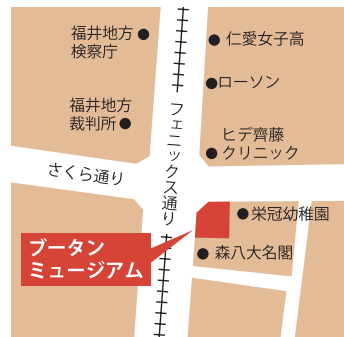 福井地方
検察庁
仁愛女子高
ローソン
福井地方
裁判所
フェニックス通り
ヒデ齊藤
クリニック
さくら通り
栄冠幼稚園
ブータン
ミュージアム
森八大名閣